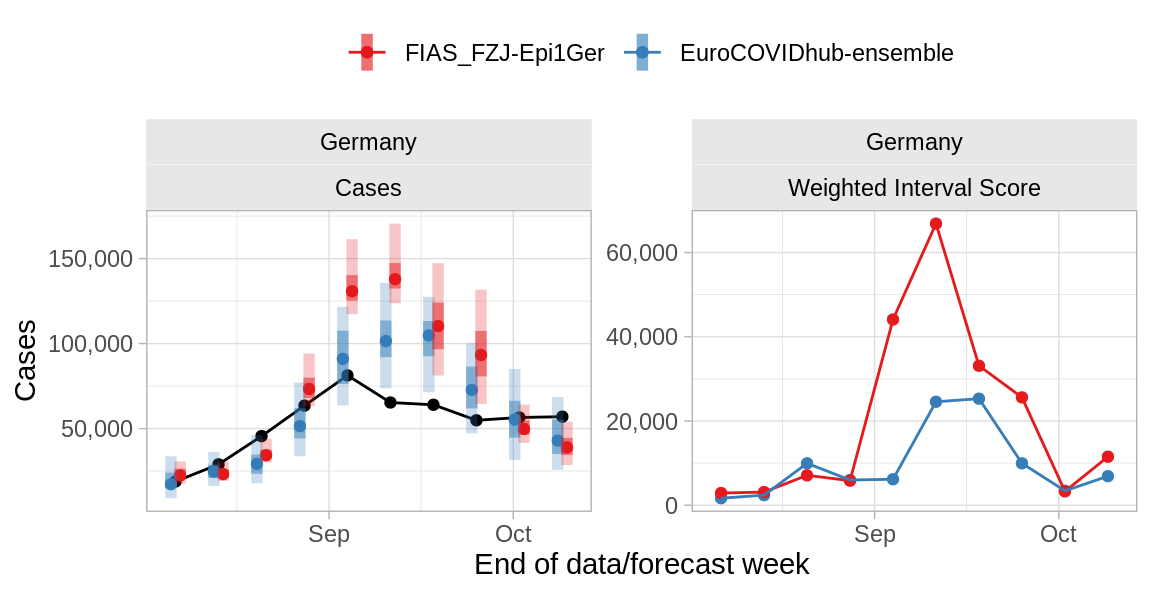 FIAS_FZJ-Epi1Ger EuroCOVIDhub-ensemble
Germany
Cases
150,000
100,000
50,000
Cases
Sep Oct
Germany
Weighted Interval Score
60,000
40,000
20,000
0
Sep Oct
End of data/forecast week